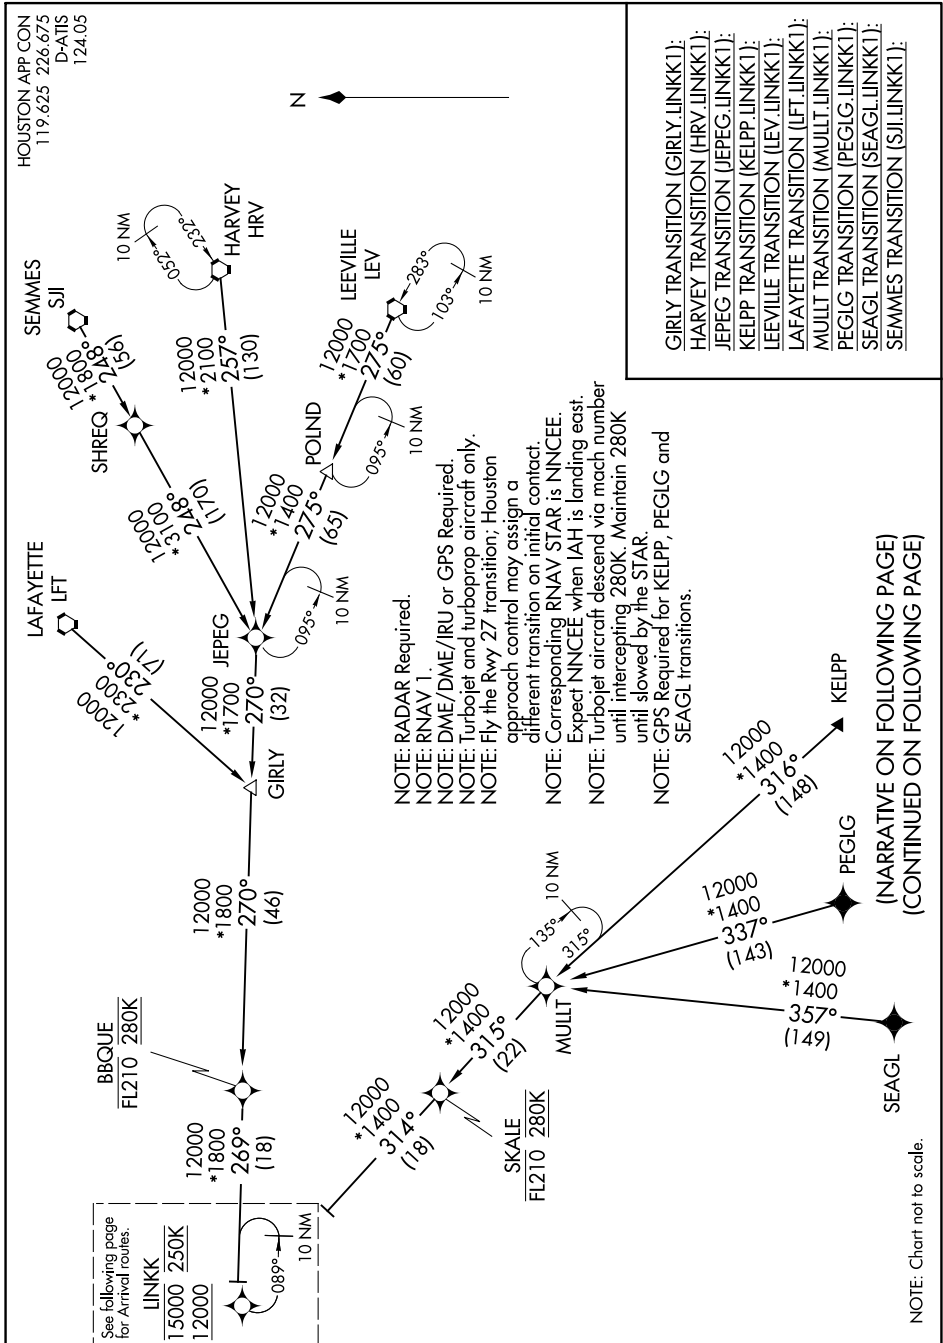 HOUSTON APP CON
119.625 226.675
D-ATIS
124.05
N
SEMMES
SJI
12000
*1800
248°
(56)
SHREQ
12000
*3100
248°
(170)
10 NM
052°
232°
HARVEY
HRV
12000
*2100
257°
(130)
LEEVILLE
LEV
283°
103°
10 NM
12000
*1700
275°
(60)
POLND
095°
10 NM
12000
*1400
275°
(65)
LAFAYETTE
LFT
12000
*2300
230°
(71)
JEPEG
095°
10 NM
12000
*1700
270°
(32)
GIRLY
12000
*1800
270°
(46)
BBQUE
FL210 280K
12000
*1800
269°
(18)
See following page
for Arrival routes.
LINKK
15000 250K
12000
089°
10 NM
12000
*1400
314°
(18)
SKALE
FL210 280K
12000
*1400
315°
(22)
MULLT
135°
315°
10 NM
12000
*1400
316°
(148)
KELPP
12000
*1400
337°
(143)
PEGLG
12000
*1400
357°
(149)
SEAGL
NOTE: RADAR Required.
NOTE: RNAV 1.
NOTE: DME/DME/IRU or GPS Required.
NOTE: Turbojet and turboprop aircraft only.
NOTE: Fly the Rwy 27 transition; Houston
approach control may assign a
different transition on initial contact.
NOTE: Corresponding RNAV STAR is NNCEE.
Expect NNCEE when IAH is landing east.
NOTE: Turbojet aircraft descend via mach number
until intercepting 280K. Maintain 280K
until slowed by the STAR.
NOTE: GPS Required for KELPP, PEGLG and
SEAGL transitions.
GIRLY TRANSITION (GIRLY.LINKK1):
HARVEY TRANSITION (HRV.LINKK1):
JEPEG TRANSITION (JEPEG.LINKK1):
KELPP TRANSITION (KELPP.LINKK1):
LEEVILLE TRANSITION (LEV.LINKK1):
LAFAYETTE TRANSITION (LFT.LINKK1):
MULLT TRANSITION (MULLT.LINKK1):
PEGLG TRANSITION (PEGLG.LINKK1):
SEAGL TRANSITION (SEAGL.LINKK1):
SEMMES TRANSITION (SJI.LINKK1):
(NARRATIVE ON FOLLOWING PAGE)
(CONTINUED ON FOLLOWING PAGE)
NOTE: Chart not to scale.